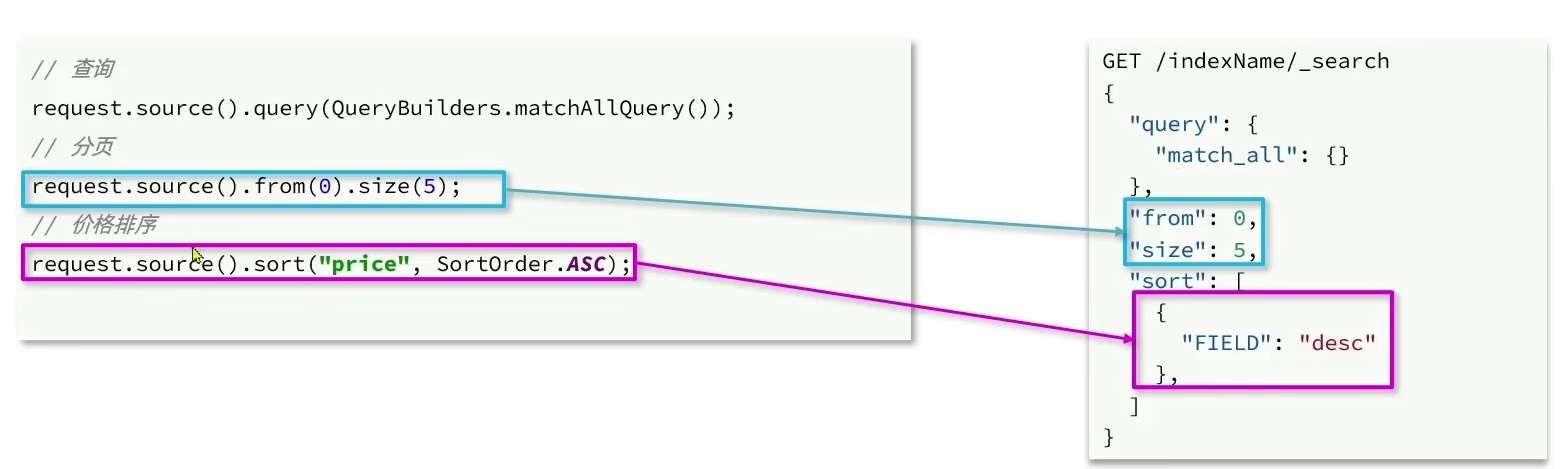 // 查询
request.source().query(QueryBuilders.matchAllQuery());
// 分页
request.source().from(0).size(5);
// 价格排序
request.source().sort("price", SortOrder.ASC);
GET /indexName/_search
{
  "query": {
    "match_all": {}
  },
  "from": 0,
  "size": 5,
  "sort": [
    {
      "FIELD": "desc"
    },
  ]
}